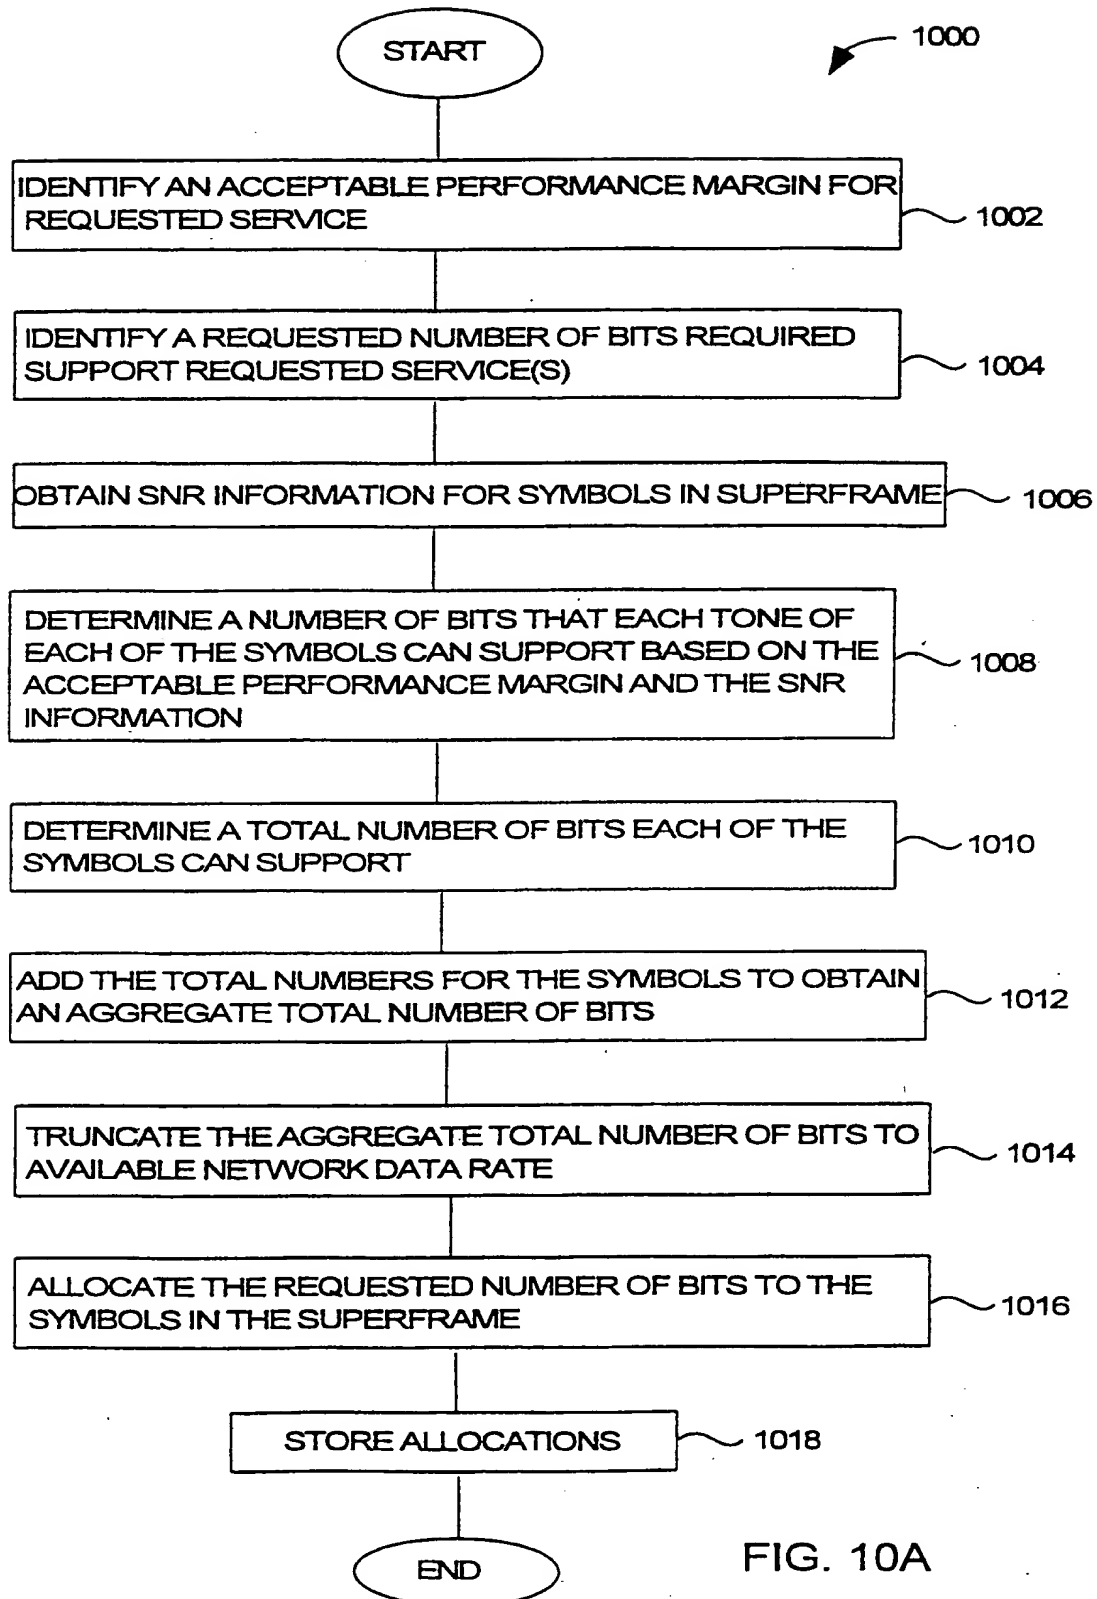 START
1000
IDENTIFY AN ACCEPTABLE PERFORMANCE MARGIN FOR
REQUESTED SERVICE
1002
IDENTIFY A REQUESTED NUMBER OF BITS REQUIRED
SUPPORT REQUESTED SERVICE(S)
1004
OBTAIN SNR INFORMATION FOR SYMBOLS IN SUPERFRAME
1006
DETERMINE A NUMBER OF BITS THAT EACH TONE OF
EACH OF THE SYMBOLS CAN SUPPORT BASED ON THE
ACCEPTABLE PERFORMANCE MARGIN AND THE SNR
INFORMATION
1008
DETERMINE A TOTAL NUMBER OF BITS EACH OF THE
SYMBOLS CAN SUPPORT
1010
ADD THE TOTAL NUMBERS FOR THE SYMBOLS TO OBTAIN
AN AGGREGATE TOTAL NUMBER OF BITS
1012
TRUNCATE THE AGGREGATE TOTAL NUMBER OF BITS TO
AVAILABLE NETWORK DATA RATE
1014
ALLOCATE THE REQUESTED NUMBER OF BITS TO THE
SYMBOLS IN THE SUPERFRAME
1016
STORE ALLOCATIONS
1018
END
FIG. 10A